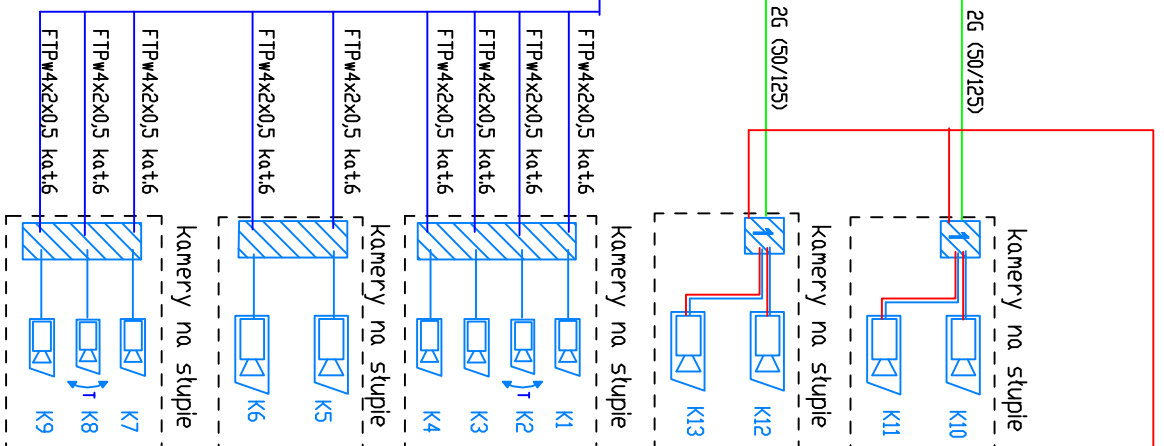 FTPw4x2x0,5 kat.6
FTPw4x2x0,5 kat.6
FTPw4x2x0,5 kat.6
FTPw4x2x0,5 kat.6
FTPw4x2x0,5 kat.6
FTPw4x2x0,5 kat.6
FTPw4x2x0,5 kat.6
FTPw4x2x0,5 kat.6
FTPw4x2x0,5 kat.6
2G (50/125)
2G (50/125)
kamery na słupie
kamery na słupie
kamery na słupie
kamery na słupie
kamery na słupie
1
1
T
T
K9
K8
K7
K6
K5
K4
K3
K2
K1
K13
K12
K11
K10